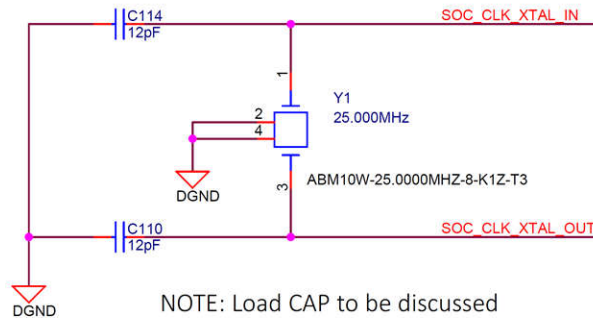 C114
12pF
SOC_CLK_XTAL_IN
1
Y1
25.000MHz
2
4
DGND
ABM10W-25.0000MHZ-8-K1Z-T3
3
C110
12pF
SOC_CLK_XTAL_OUT
DGND
NOTE: Load CAP to be discussed